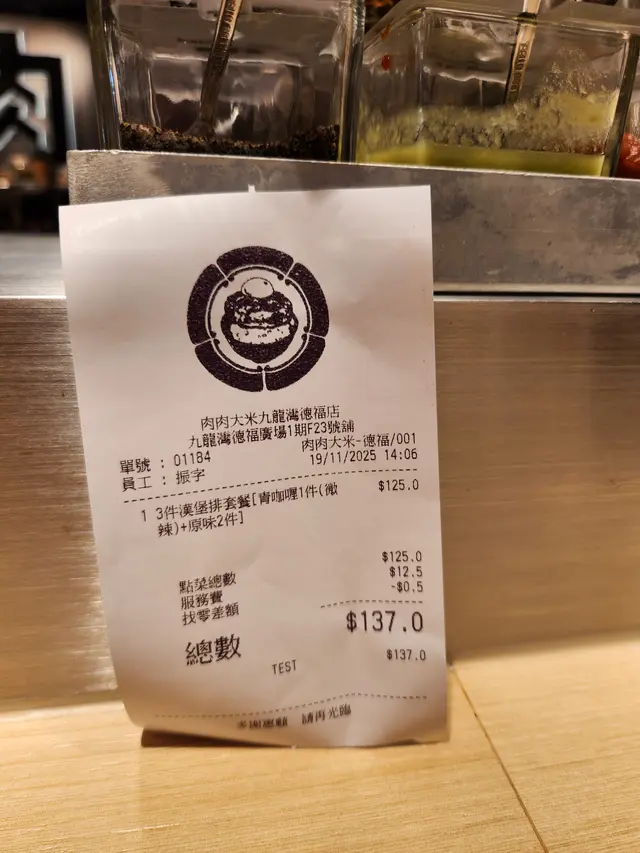 肉肉大米九龍灣德福店
九龍灣德福廣場1期F23號舖
單號 : 01184 肉肉大米-德福/001
員工 : 振宇 19/11/2025 14:06
1 3件漢堡排套餐[青咖喱1件(微 $125.0
辣)+原味2件]
點菜總數 $125.0
服務費 $12.5
找零差額 -$0.5
總數 $137.0
TEST $137.0
多謝惠顧 請再光臨